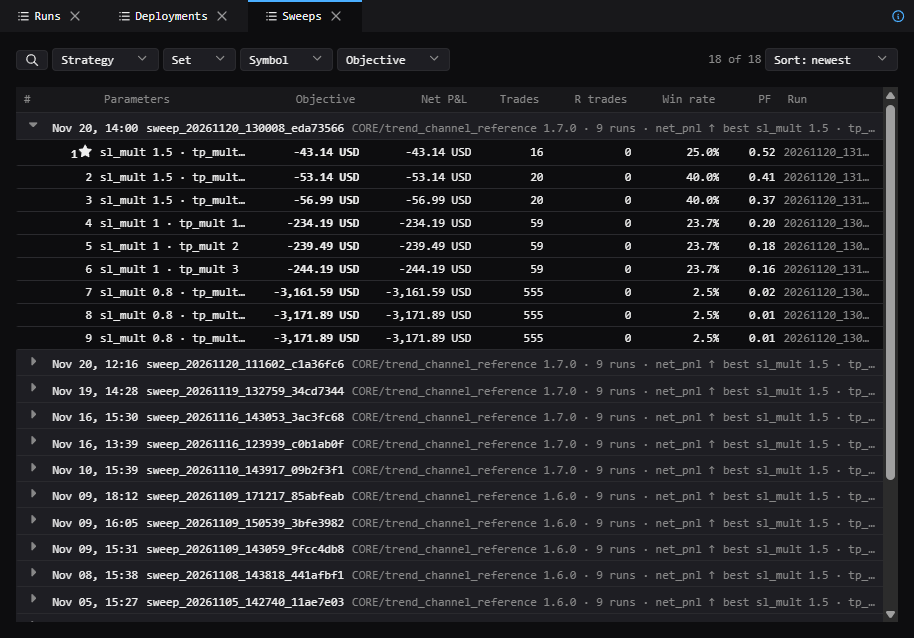 Runs Deployments Sweeps
Strategy Set Symbol Objective 18 of 18 Sort: newest
# Parameters Objective Net P&L Trades R trades Win rate PF Run
Nov 20, 14:00 sweep_20261120_130008_eda73566 CORE/trend_channel_reference 1.7.0 · 9 runs · net_pnl ↑ best sl_mult 1.5 · tp_…
1★ sl_mult 1.5 · tp_mult… -43.14 USD -43.14 USD 16 0 25.0% 0.52 20261120_131…
2 sl_mult 1.5 · tp_mult… -53.14 USD -53.14 USD 20 0 40.0% 0.41 20261120_131…
3 sl_mult 1.5 · tp_mult… -56.99 USD -56.99 USD 20 0 40.0% 0.37 20261120_131…
4 sl_mult 1 · tp_mult 1… -234.19 USD -234.19 USD 59 0 23.7% 0.20 20261120_130…
5 sl_mult 1 · tp_mult 2 -239.49 USD -239.49 USD 59 0 23.7% 0.18 20261120_130…
6 sl_mult 1 · tp_mult 3 -244.19 USD -244.19 USD 59 0 23.7% 0.16 20261120_131…
7 sl_mult 0.8 · tp_mult… -3,161.59 USD -3,161.59 USD 555 0 2.5% 0.02 20261120_130…
8 sl_mult 0.8 · tp_mult… -3,171.89 USD -3,171.89 USD 555 0 2.5% 0.01 20261120_130…
9 sl_mult 0.8 · tp_mult… -3,171.89 USD -3,171.89 USD 555 0 2.5% 0.01 20261120_130…
Nov 20, 12:16 sweep_20261120_111602_c1a36fc6 CORE/trend_channel_reference 1.7.0 · 9 runs · net_pnl ↑ best sl_mult 1.5 · tp_…
Nov 19, 14:28 sweep_20261119_132759_34cd7344 CORE/trend_channel_reference 1.7.0 · 9 runs · net_pnl ↑ best sl_mult 1.5 · tp_…
Nov 16, 15:30 sweep_20261116_143053_3ac3fc68 CORE/trend_channel_reference 1.7.0 · 9 runs · net_pnl ↑ best sl_mult 1.5 · tp_…
Nov 16, 13:39 sweep_20261116_123939_c0b1ab0f CORE/trend_channel_reference 1.7.0 · 9 runs · net_pnl ↑ best sl_mult 1.5 · tp_…
Nov 10, 15:39 sweep_20261110_143917_09b2f3f1 CORE/trend_channel_reference 1.7.0 · 9 runs · net_pnl ↑ best sl_mult 1.5 · tp_…
Nov 09, 18:12 sweep_20261109_171217_85abfeab CORE/trend_channel_reference 1.6.0 · 9 runs · net_pnl ↑ best sl_mult 1.5 · tp_…
Nov 09, 16:05 sweep_20261109_150539_3bfe3982 CORE/trend_channel_reference 1.6.0 · 9 runs · net_pnl ↑ best sl_mult 1.5 · tp_…
Nov 09, 15:31 sweep_20261109_143059_9fcc4db8 CORE/trend_channel_reference 1.6.0 · 9 runs · net_pnl ↑ best sl_mult 1.5 · tp_…
Nov 08, 15:38 sweep_20261108_143818_441afbf1 CORE/trend_channel_reference 1.6.0 · 9 runs · net_pnl ↑ best sl_mult 1.5 · tp_…
Nov 05, 15:27 sweep_20261105_142740_11ae7e03 CORE/trend_channel_reference 1.6.0 · 9 runs · net_pnl ↑ best sl_mult 1.5 · tp_…